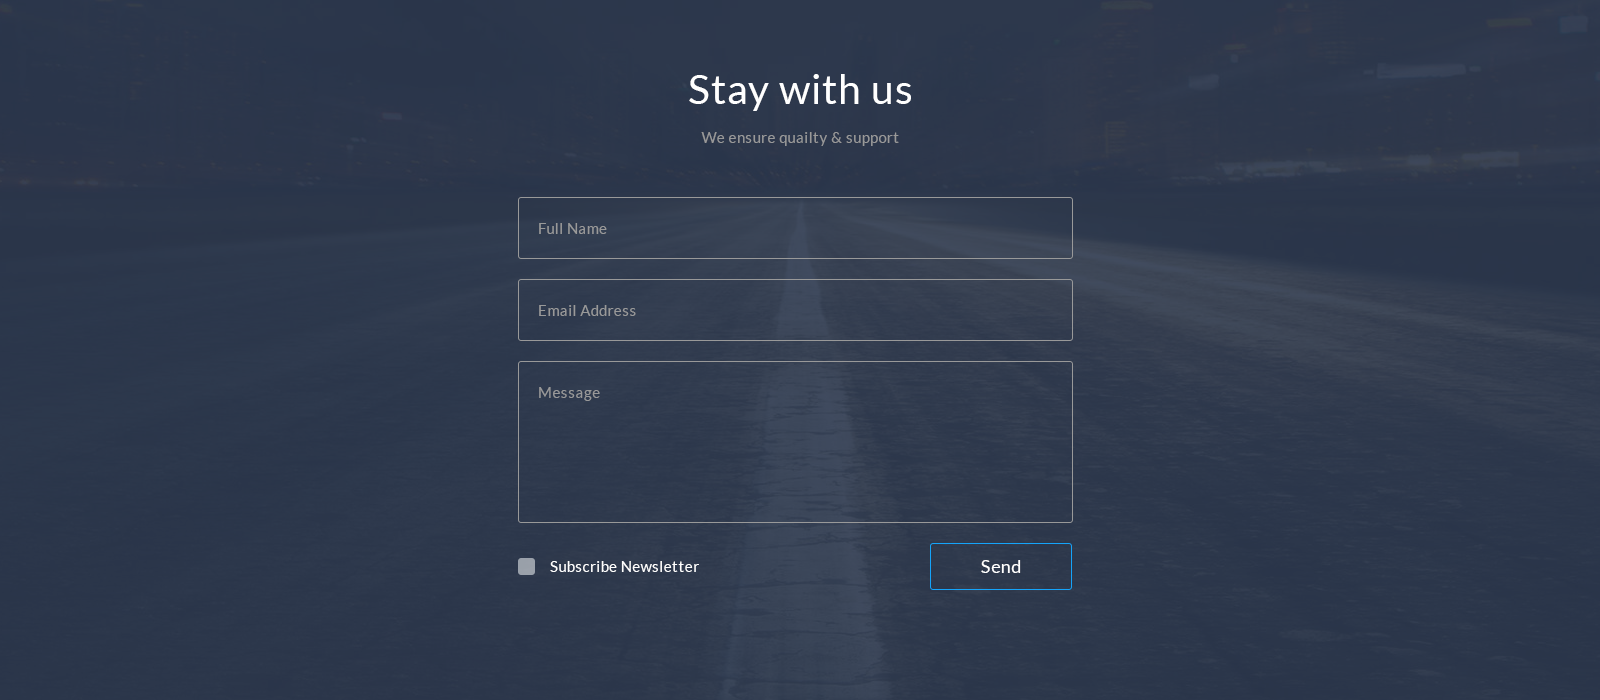 Stay with us
We ensure quailty & support
Full Name
Email Address
Message
Subscribe Newsletter
Send